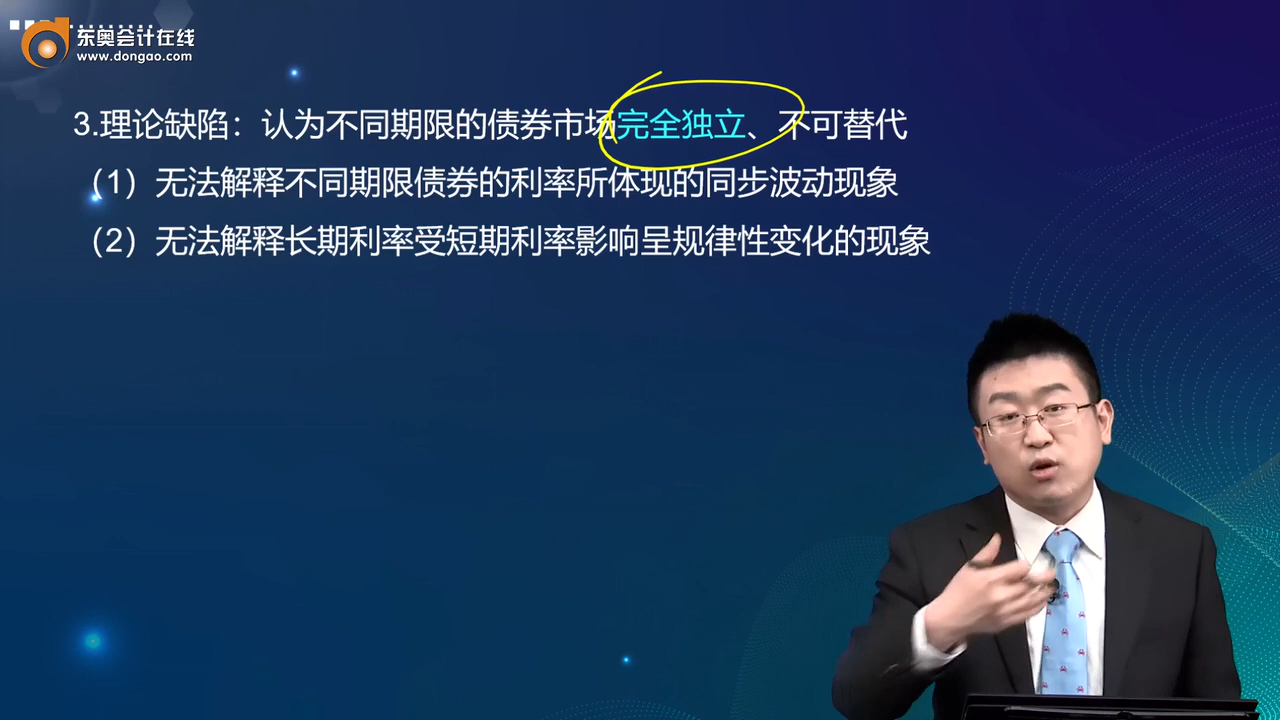 东奥会计在线
www.dongao.com
3.理论缺陷：认为不同期限的债券市场完全独立、不可替代
（1）无法解释不同期限债券的利率所体现的同步波动现象
（2）无法解释长期利率受短期利率影响呈规律性变化的现象